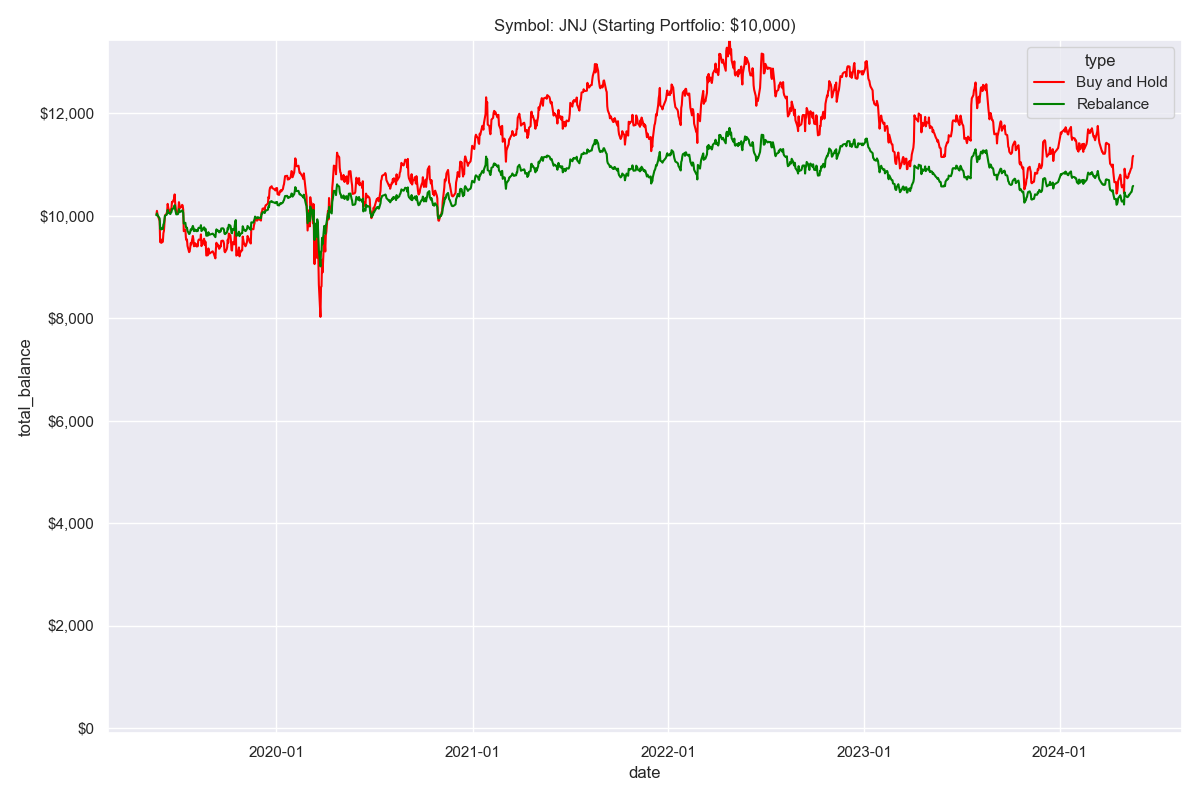 Symbol: JNJ (Starting Portfolio: $10,000)
type
Buy and Hold
Rebalance
total_balance
$12,000
$10,000
$8,000
$6,000
$4,000
$2,000
$0
2020-01
2021-01
2022-01
2023-01
2024-01
date